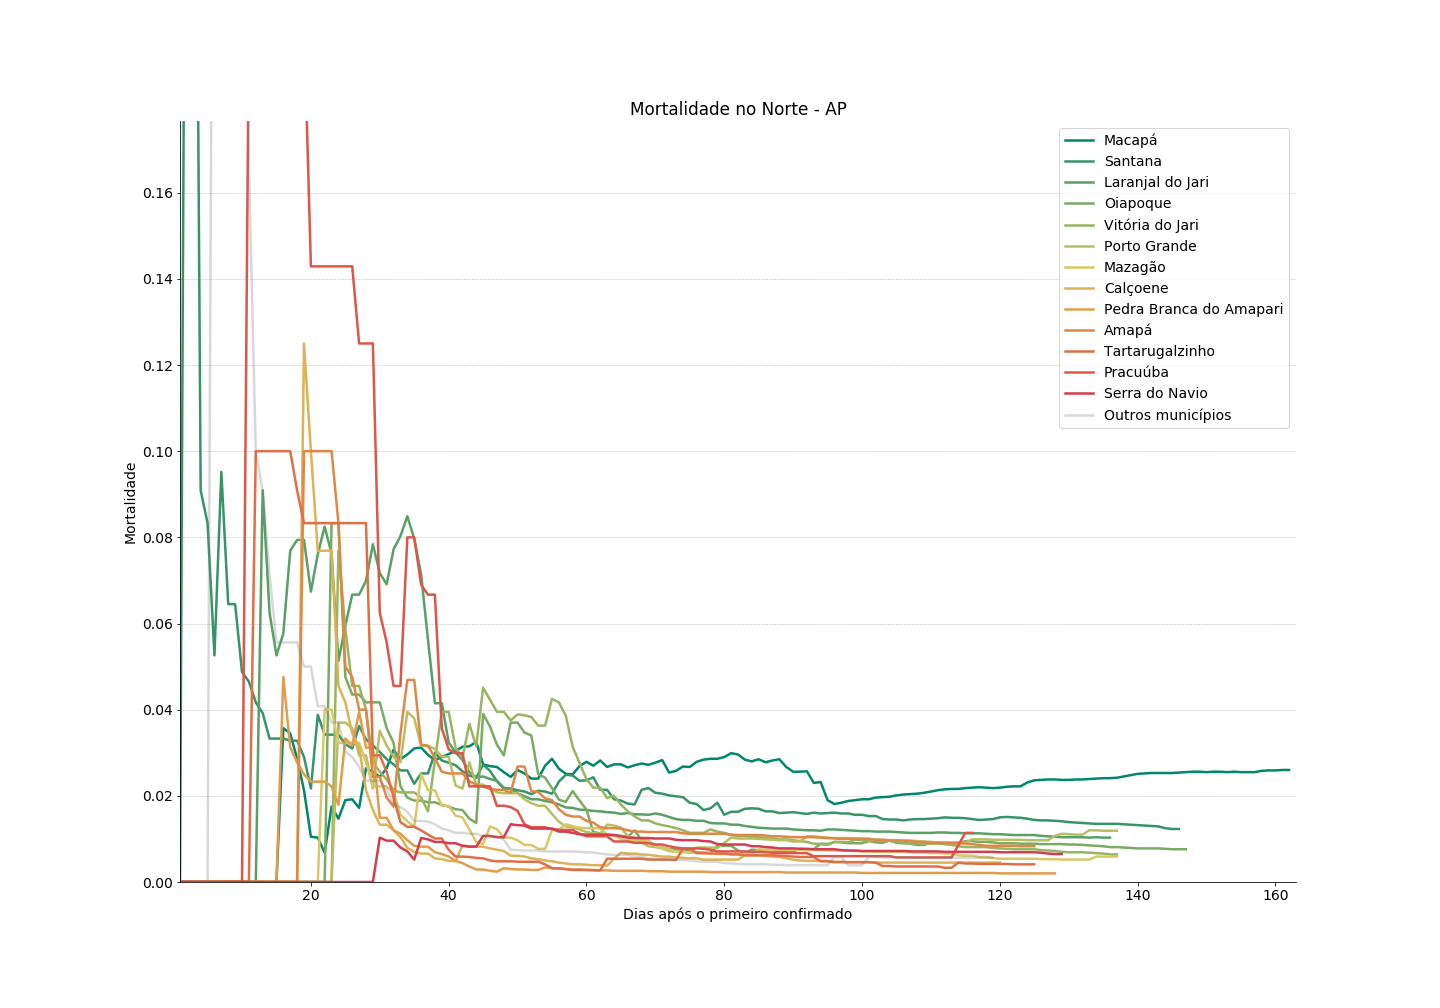 Mortalidade no Norte - AP
Macapá
Santana
Laranjal do Jari
Oiapoque
Vitória do Jari
Porto Grande
Mazagão
Calçoene
Pedra Branca do Amapari
Amapá
Tartarugalzinho
Pracuúba
Serra do Navio
Outros municípios
Mortalidade
0.16
0.14
0.12
0.10
0.08
0.06
0.04
0.02
0.00
20 40 60 80 100 120 140 160
Dias após o primeiro confirmado